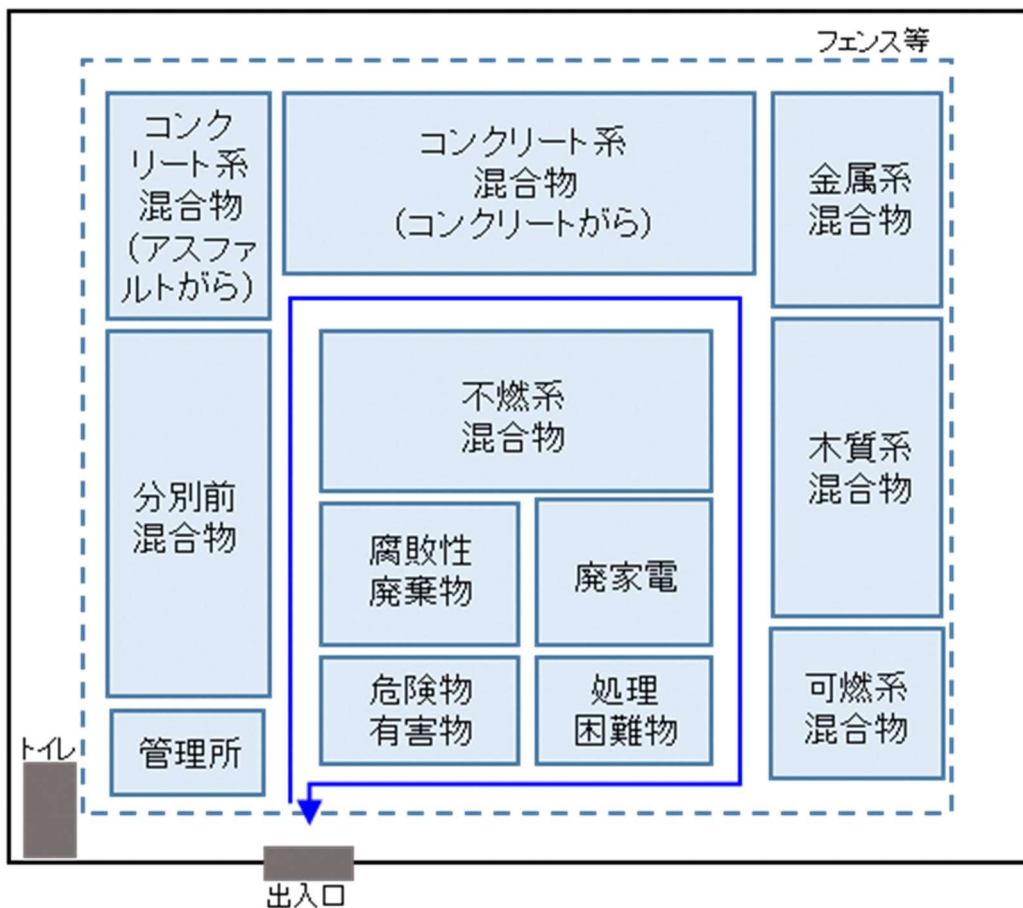 フェンス等
コンク
リート系
混合物
(アスファ
ルトがら)
コンクリート系
混合物
(コンクリートがら)
金属系
混合物
不燃系
混合物
木質系
混合物
分別前
混合物
腐敗性
廃棄物
廃家電
危険物
有害物
処理
困難物
可燃系
混合物
管理所
トイレ
出入口